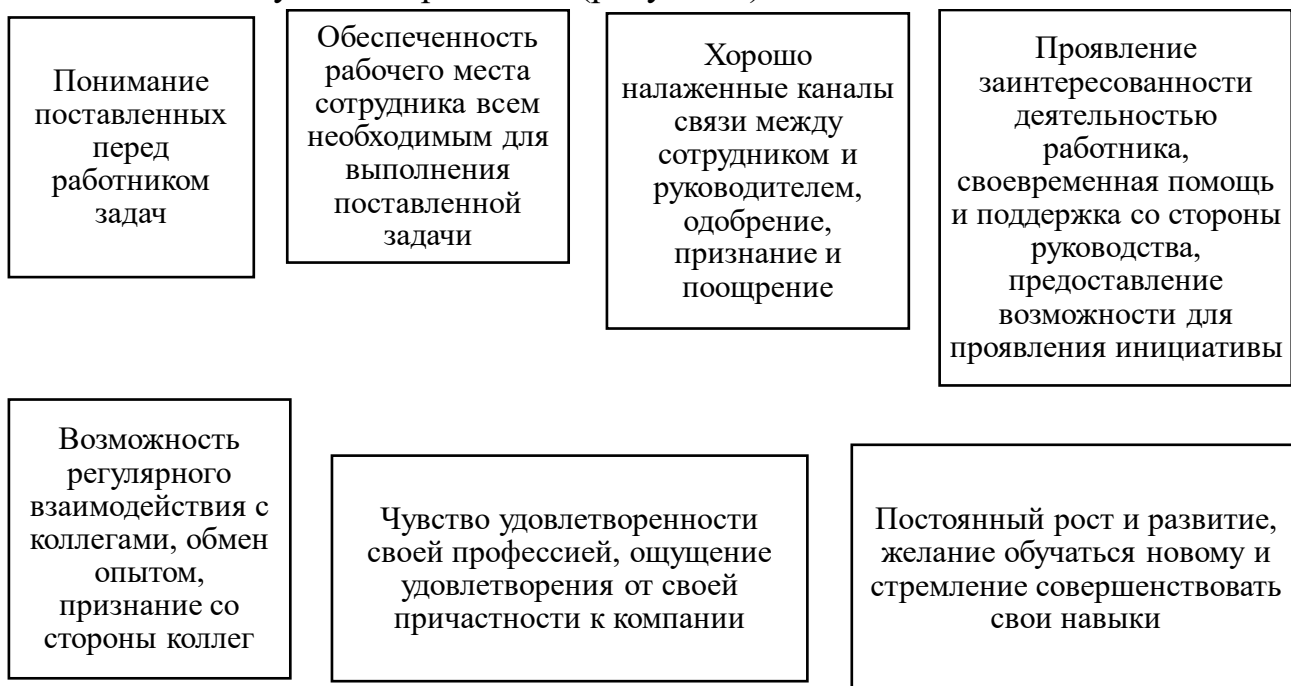 Понимание
поставленных
перед
работником
задач
Обеспеченность
рабочего места
сотрудника всем
необходимым для
выполнения
поставленной
задачи
Хорошо
налаженные каналы
связи между
сотрудником и
руководителем,
одобрение,
признание и
поощрение
Проявление
заинтересованности
деятельностью
работника,
своевременная помощь
и поддержка со стороны
руководства,
предоставление
возможности для
проявления инициативы
Возможность
регулярного
взаимодействия с
коллегами, обмен
опытом,
признание со
стороны коллег
Чувство удовлетворенности
своей профессией, ощущение
удовлетворения от своей
причастности к компании
Постоянный рост и развитие,
желание обучаться новому и
стремление совершенствовать
свои навыки